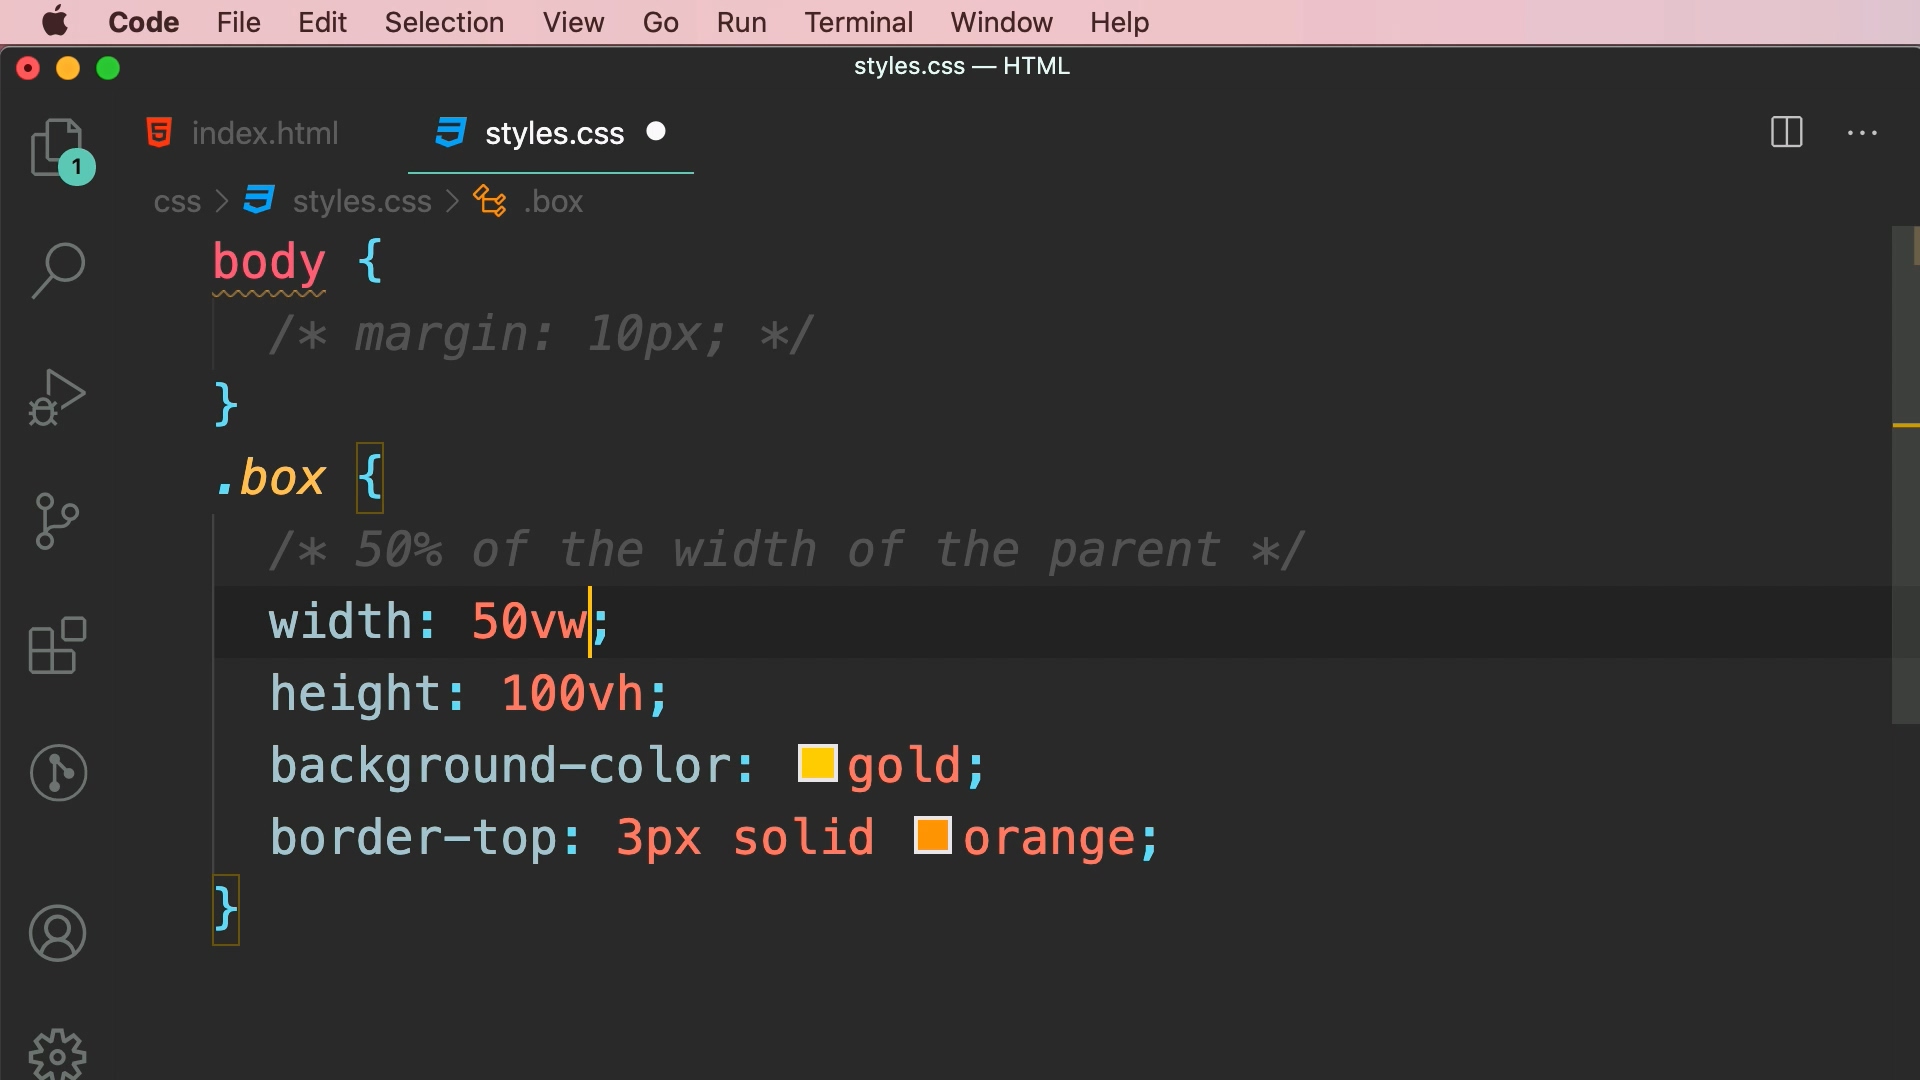 Code File Edit Selection View Go Run Terminal Window Help
styles.css — HTML
index.html styles.css
1
css > styles.css > .box
body {
/* margin: 10px; */
}
.box {
/* 50% of the width of the parent */
width: 50vw;
height: 100vh;
background-color: gold;
border-top: 3px solid orange;
}